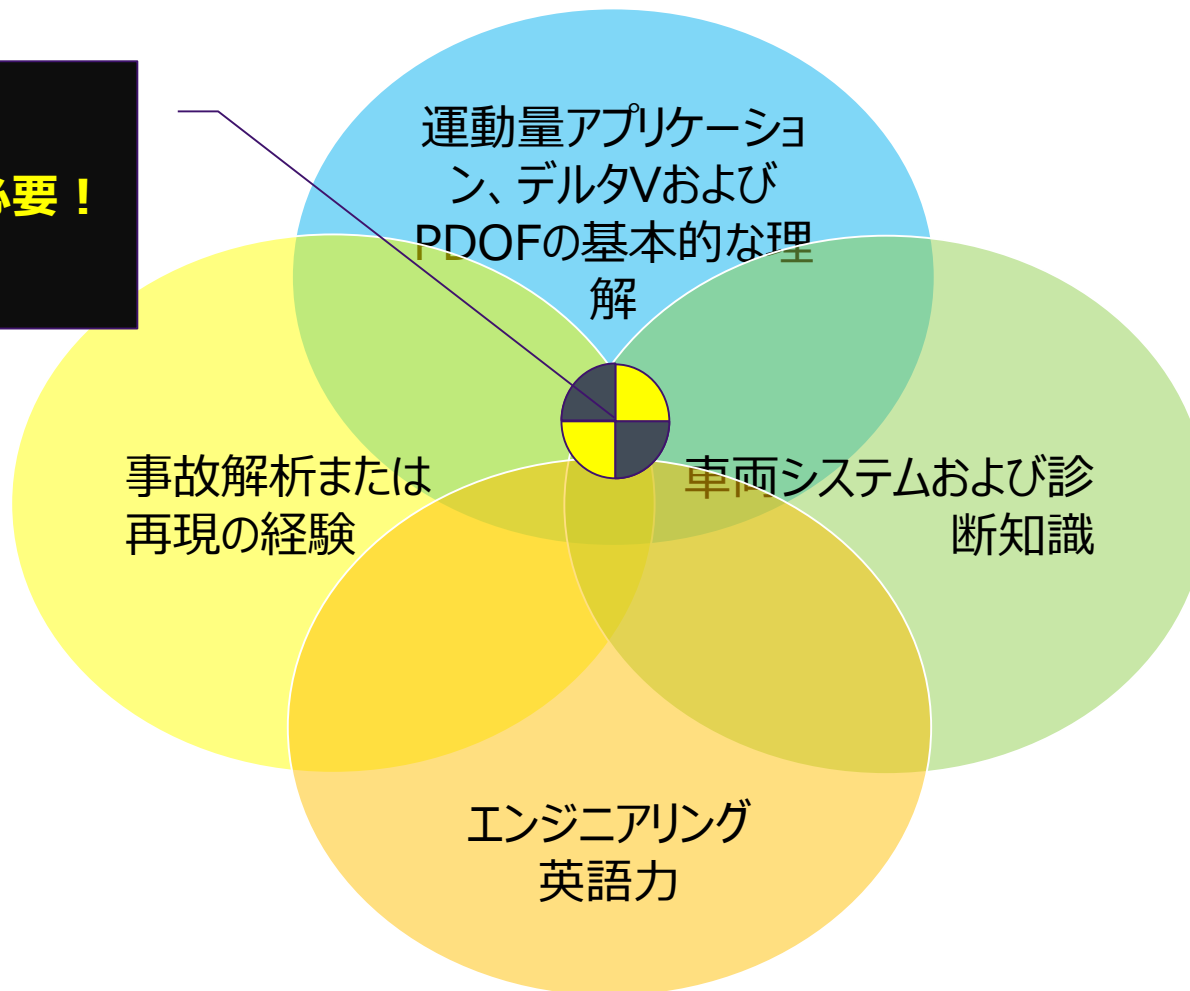 必要！
運動量アプリケーショ
ン、デルタVおよび
PDOFの基本的な理
解
事故解析または
再現の経験
車両システムおよび診
断知識
エンジニアリング
英語力